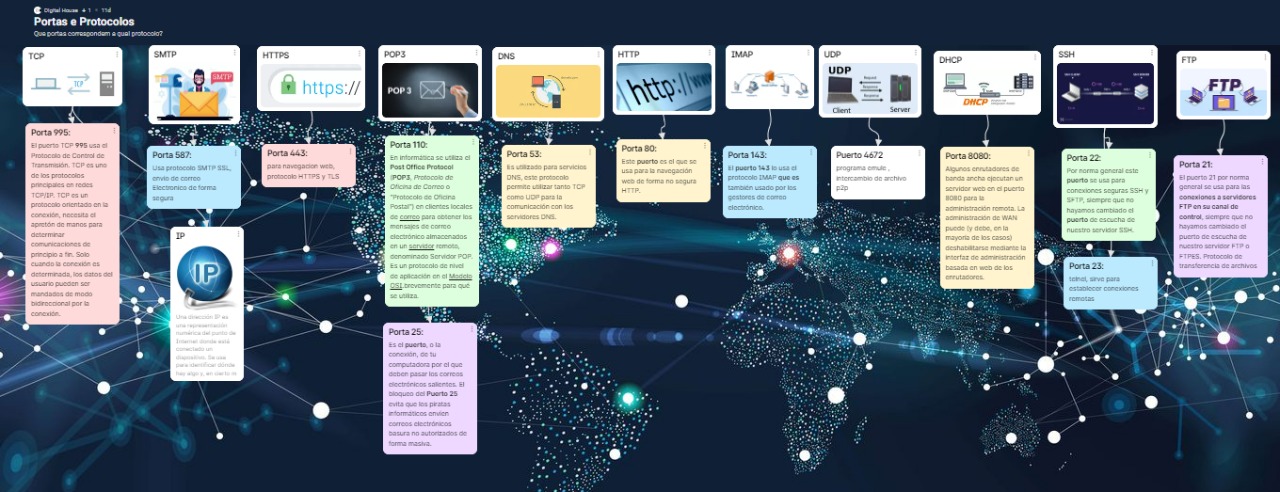 Digital House + 1 • 11d
Portas e Protocolos
Que portas correspondem a qual protocolo?
TCP
TCP
Porta 995:
El puerto TCP 995 usa el
Protocolo de Control de
Transmisión. TCP es uno
de los protocolos
principales en redes
TCP/IP. TCP es un
protocolo orientado en la
conexión, necesita el
apretón de manos para
determinar
comunicaciones de
principio a fin. Solo
cuando la conexión es
determinada, los datos del
usuario pueden ser
mandados de modo
bidireccional por la
conexión.
SMTP
SMTP
Porta 587:
Usa protocolo SMTP SSL,
envio de correo
Electronico de forma
segura
IP
IP
Una dirección IP es
una representación
numérica del punto de
Internet donde está
conectado un
dispositivo. Se usa
para identificar dónde
hay algo y, en cierto m
HTTPS
https://
Porta 443:
para navegacion web,
protocolo HTTPS y TLS
POP3
POP 3
Porta 110:
En informática se utiliza el
Post Office Protocol
(POP3, Protocolo de
Oficina de Correo o
"Protocolo de Oficina
Postal") en clientes locales
de correo para obtener los
mensajes de correo
electrónico almacenados
en un servidor remoto,
denominado Servidor POP.
Es un protocolo de nivel
de aplicación en el Modelo
OSI.brevemente para qué
se utiliza.
Porta 25:
Es el puerto, o la
conexión, de tu
computadora por el que
deben pasar los correos
electrónicos salientes. El
bloqueo del Puerto 25
evita que los piratas
informáticos envíen
correos electrónicos
basura no autorizados de
forma masiva.
DNS
Porta 53:
Es utilizado para servicios
DNS, este protocolo
permite utilizar tanto TCP
como UDP para la
comunicación con los
servidores DNS.
HTTP
http://www
Porta 80:
Este puerto es el que se
usa para la navegación
web de forma no segura
HTTP.
IMAP
Porta 143:
El puerto 143 lo usa el
protocolo IMAP que es
también usado por los
gestores de correo
electrónico.
UDP
UDP
Request
Response
Response
Response
Client
Server
Puerto 4672
programa emule ,
intercambio de archivo
p2p
DHCP
DHCP
Porta 8080:
Algunos enrutadores de
banda ancha ejecutan un
servidor web en el puerto
8080 para la
administración remota. La
administración de WAN
puede (y debe, en la
mayoría de los casos)
deshabilitarse mediante la
interfaz de administración
basada en web de los
enrutadores.
SSH
Porta 22:
Por norma general este
puerto se usa para
conexiones seguras SSH y
SFTP, siempre que no
hayamos cambiado el
puerto de escucha de
nuestro servidor SSH.
Porta 23:
telnet, sirve para
establecer conexiones
remotas
FTP
FTP
Porta 21:
El puerto 21 por norma
general se usa para las
conexiones a servidores
FTP en su canal de
control, siempre que no
hayamos cambiado el
puerto de escucha de
nuestro servidor FTP o
FTPES. Protocolo de
transferencia de archivos